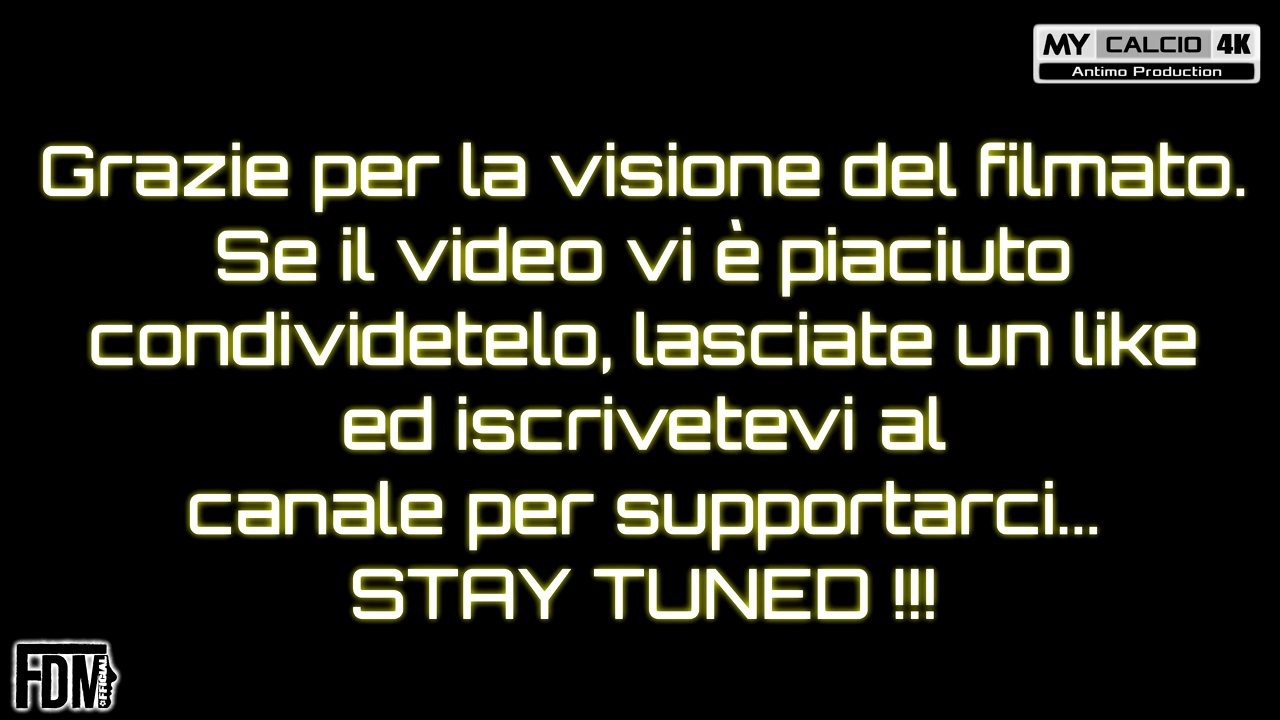 MY CALCIO 4K
Antimo Production
Grazie per la visione del filmato.
Se il video vi è piaciuto
condividetelo, lasciate un like
ed iscrivetevi al
canale per supportarci...
STAY TUNED !!!
FDM
OFFICIAL